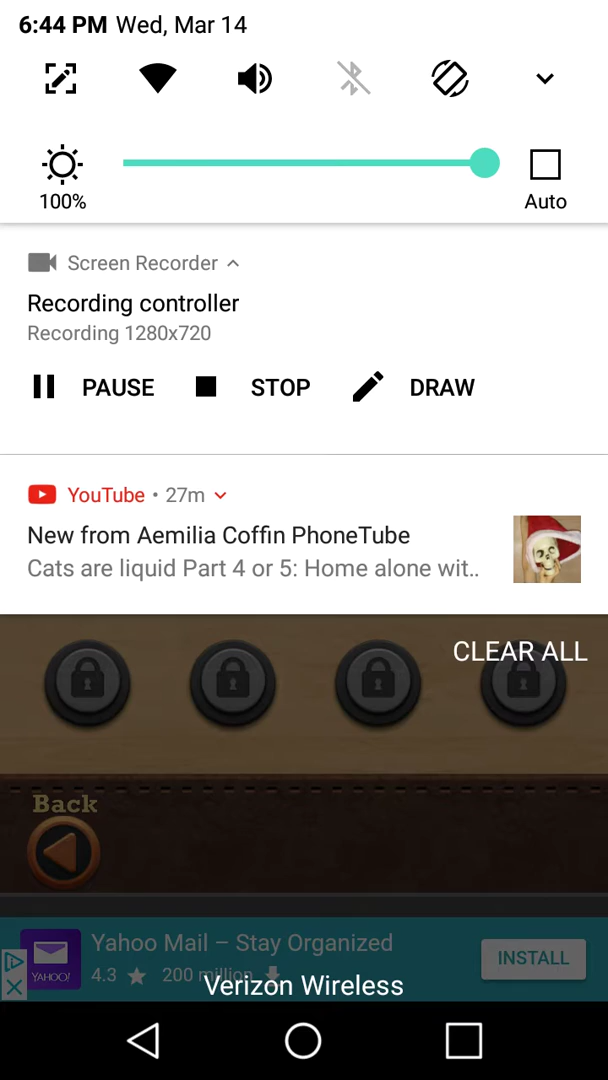 6:44 PM Wed, Mar 14
100%
Auto
Screen Recorder
Recording controller
Recording 1280x720
PAUSE
STOP
DRAW
YouTube • 27m
New from Aemilia Coffin PhoneTube
Cats are liquid Part 4 or 5: Home alone wit..
CLEAR ALL
Back
Yahoo Mail – Stay Organized
YAHOO!
4.3 ★ 200 million
INSTALL
Verizon Wireless